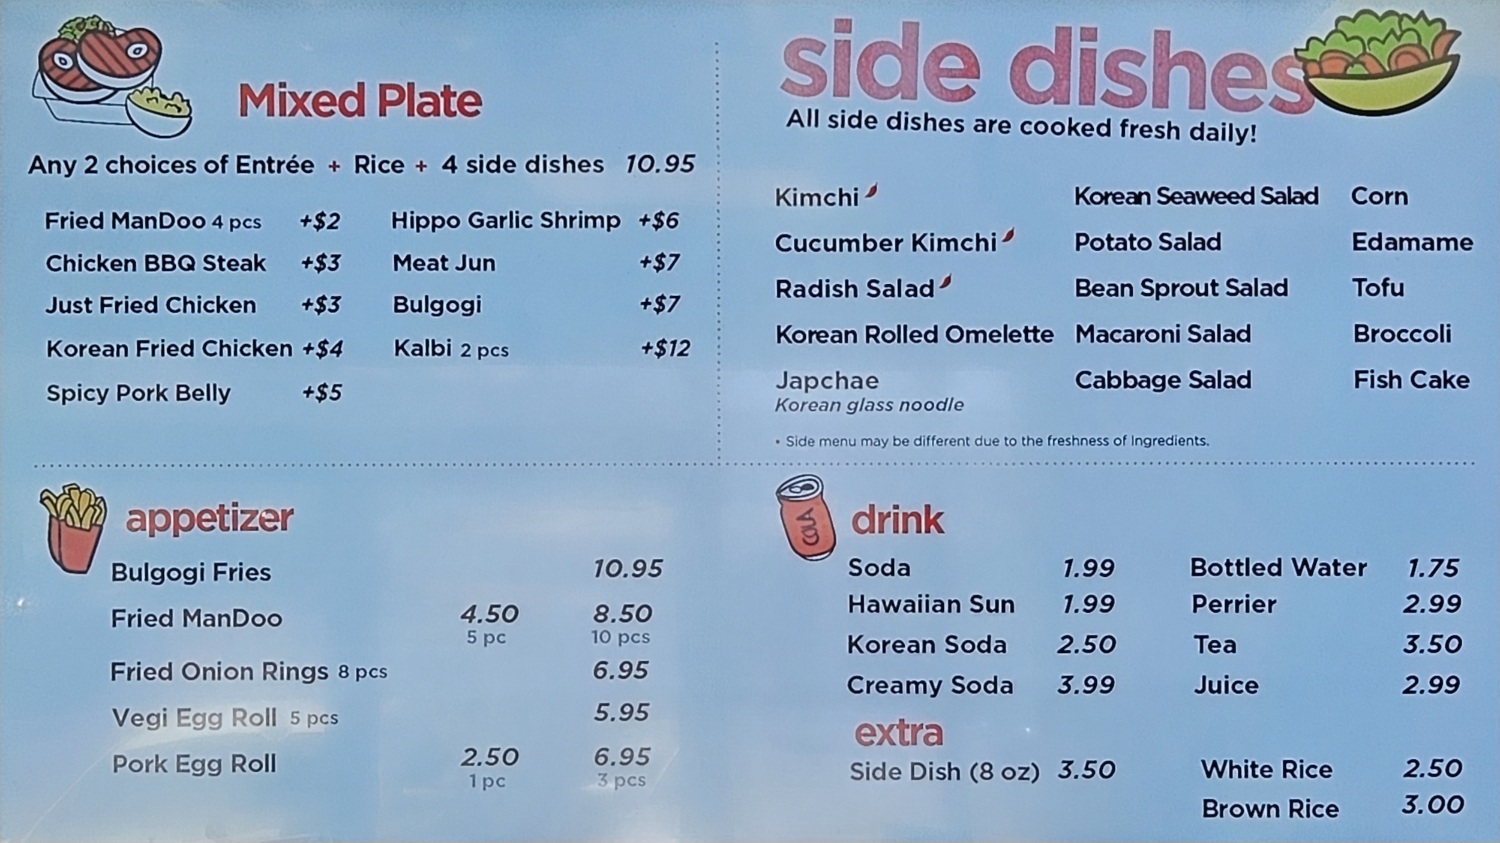 Mixed Plate
Any 2 choices of Entrée + Rice + 4 side dishes 10.95
Fried ManDoo 4 pcs +$2
Chicken BBQ Steak +$3
Just Fried Chicken +$3
Korean Fried Chicken +$4
Spicy Pork Belly +$5
Hippo Garlic Shrimp +$6
Meat Jun +$7
Bulgogi +$7
Kalbi 2 pcs +$12
side dishes
All side dishes are cooked fresh daily!
Kimchi
Cucumber Kimchi
Radish Salad
Korean Rolled Omelette
Japchae
Korean glass noodle
Korean Seaweed Salad
Potato Salad
Bean Sprout Salad
Macaroni Salad
Cabbage Salad
Corn
Edamame
Tofu
Broccoli
Fish Cake
• Side menu may be different due to the freshness of Ingredients.
appetizer
Bulgogi Fries 10.95
Fried ManDoo 4.50 8.50
5 pc 10 pcs
Fried Onion Rings 8 pcs 6.95
Vegi Egg Roll 5 pcs 5.95
Pork Egg Roll 2.50 6.95
1 pc 3 pcs
COLA
drink
Soda 1.99
Hawaiian Sun 1.99
Korean Soda 2.50
Creamy Soda 3.99
Bottled Water 1.75
Perrier 2.99
Tea 3.50
Juice 2.99
extra
Side Dish (8 oz) 3.50
White Rice 2.50
Brown Rice 3.00